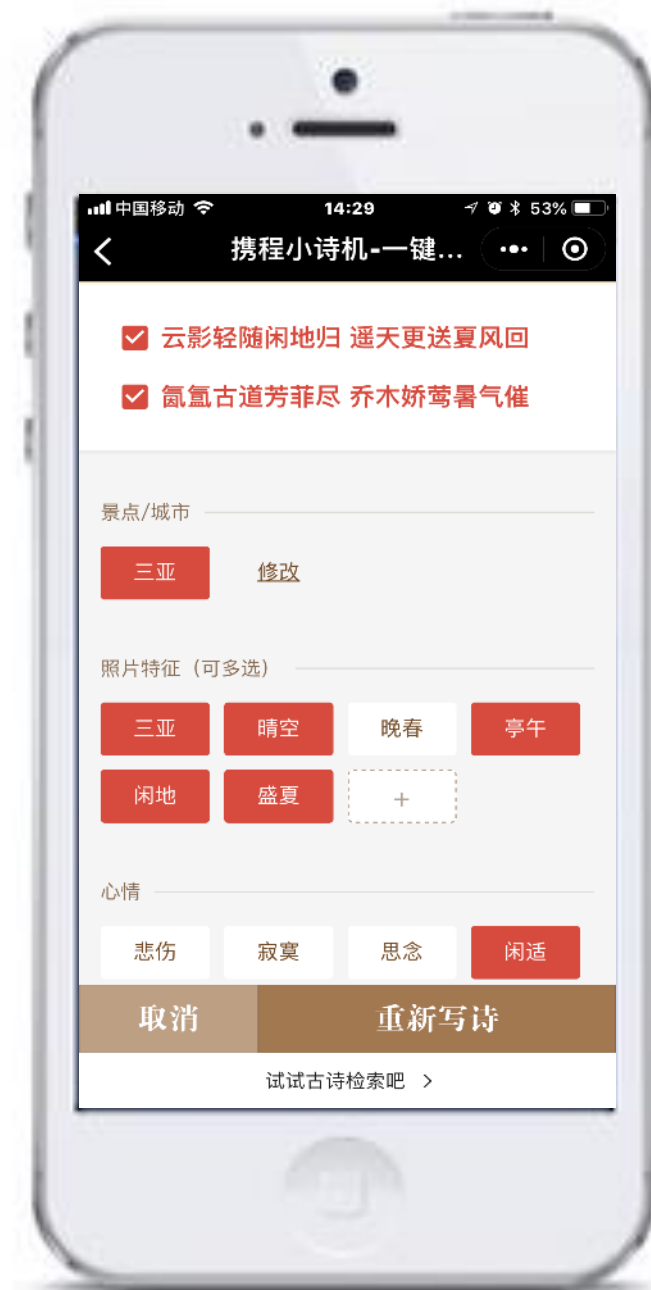 中国移动 14:29 53%
携程小诗机-一键...
云影轻随闲地归 遥天更送夏风回
氤氲古道芳菲尽 乔木娇莺暑气催
景点/城市
三亚 修改
照片特征（可多选）
三亚 晴空 晚春 亭午
闲地 盛夏 +
心情
悲伤 寂寞 思念 闲适
取消 重新写诗
试试古诗检索吧 >